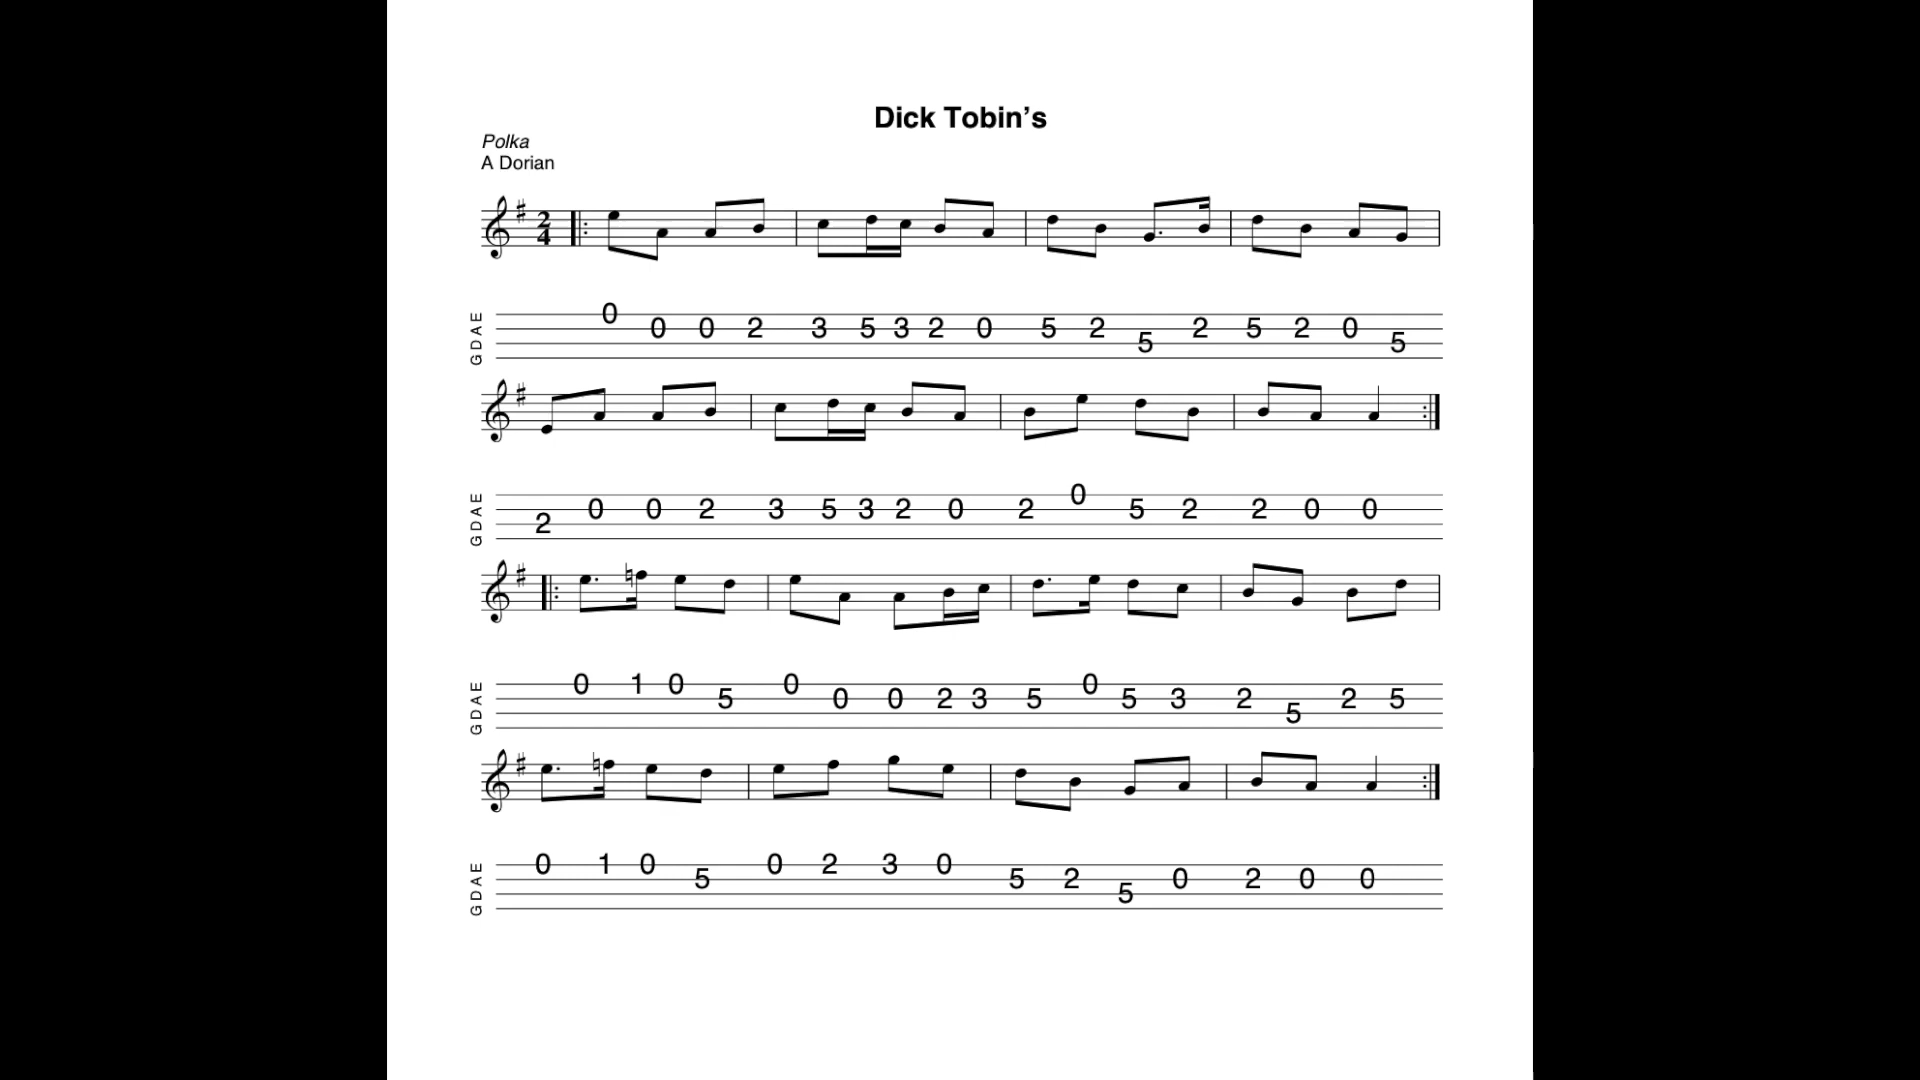 Dick Tobin’s
Polka
A Dorian
2
4
G D A E
0 0 0 2 3 5 3 2 0 5 2 5 2 5 2 0 5
G D A E
2 0 0 2 3 5 3 2 0 2 0 5 2 2 0 0
G D A E
0 1 0 5 0 0 0 2 3 5 0 5 3 2 5 2 5
G D A E
0 1 0 5 0 2 3 0 5 2 5 0 2 0 0